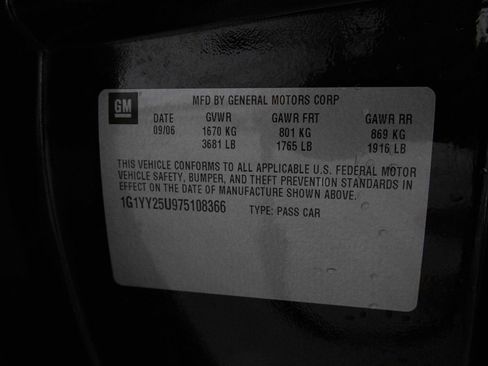 GM
MFD BY GENERAL MOTORS CORP
DATE GVWR GAWR FRT GAWR RR
09/06 1670 KG 801 KG 869 KG
3681 LB 1765 LB 1916 LB
THIS VEHICLE CONFORMS TO ALL APPLICABLE U.S. FEDERAL MOTOR
VEHICLE SAFETY, BUMPER, AND THEFT PREVENTION STANDARDS IN
EFFECT ON THE DATE OF MANUFACTURE SHOWN ABOVE.
1G1YY25U975108366 TYPE: PASS CAR